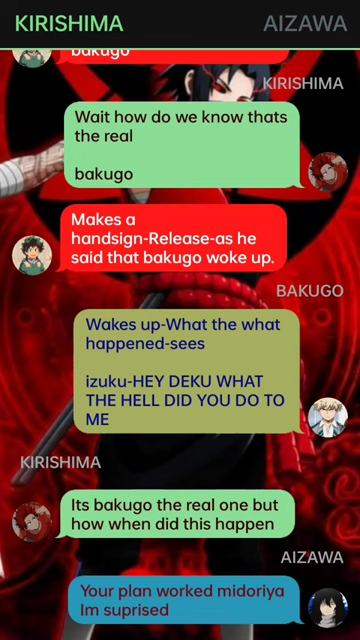 KIRISHIMA AIZAWA
bakugo
KIRISHIMA
Wait how do we know thats
the real
bakugo
Makes a
handsign-Release-as he
said that bakugo woke up.
BAKUGO
Wakes up-What the what
happened-sees
izuku-HEY DEKU WHAT
THE HELL DID YOU DO TO
ME
KIRISHIMA
Its bakugo the real one but
how when did this happen
AIZAWA
Your plan worked midoriya
Im suprised